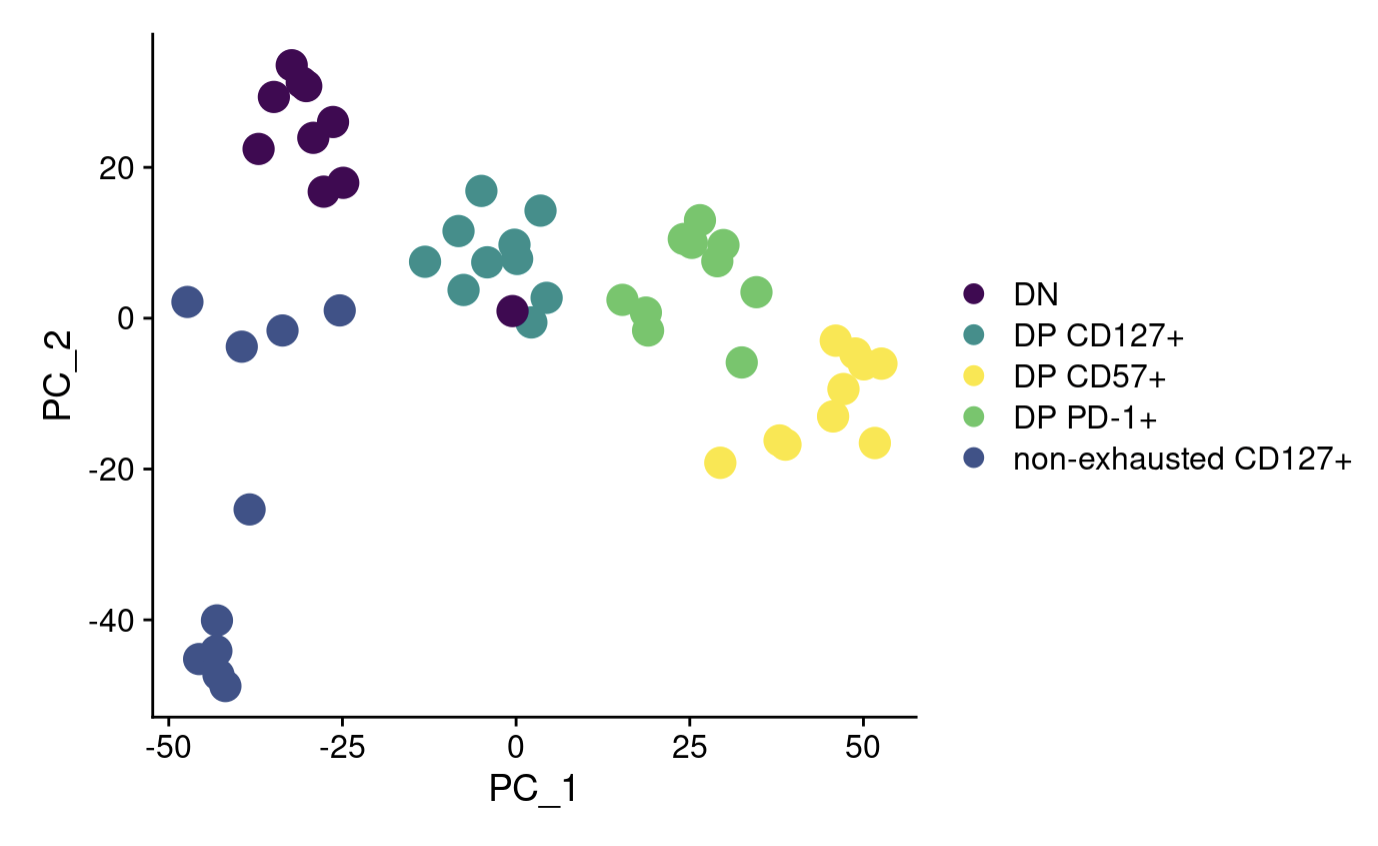 PC_2
20
0
-20
-40
-50
-25
0
25
50
PC_1
DN
DP CD127+
DP CD57+
DP PD-1+
non-exhausted CD127+